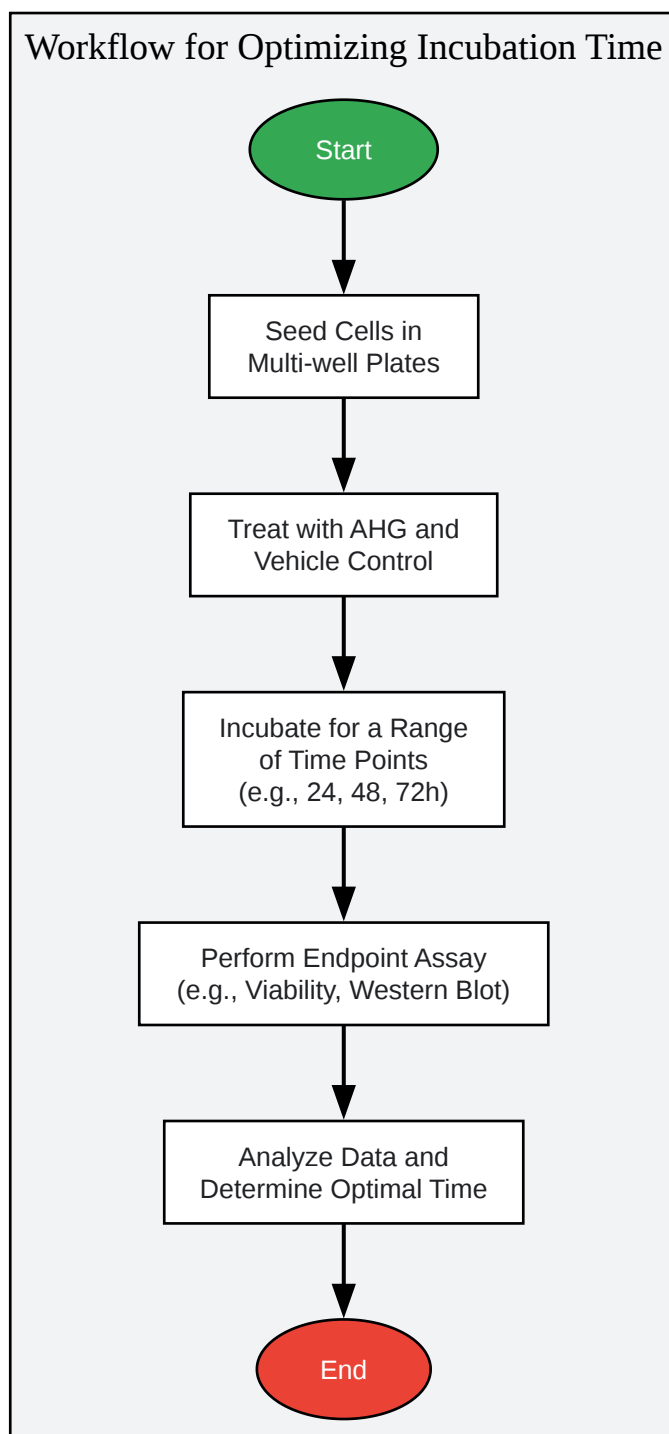 Workflow for Optimizing Incubation Time
Start
Seed Cells in
Multi-well Plates
Treat with AHG and
Vehicle Control
Incubate for a Range
of Time Points
(e.g., 24, 48, 72h)
Perform Endpoint Assay
(e.g., Viability, Western Blot)
Analyze Data and
Determine Optimal Time
End